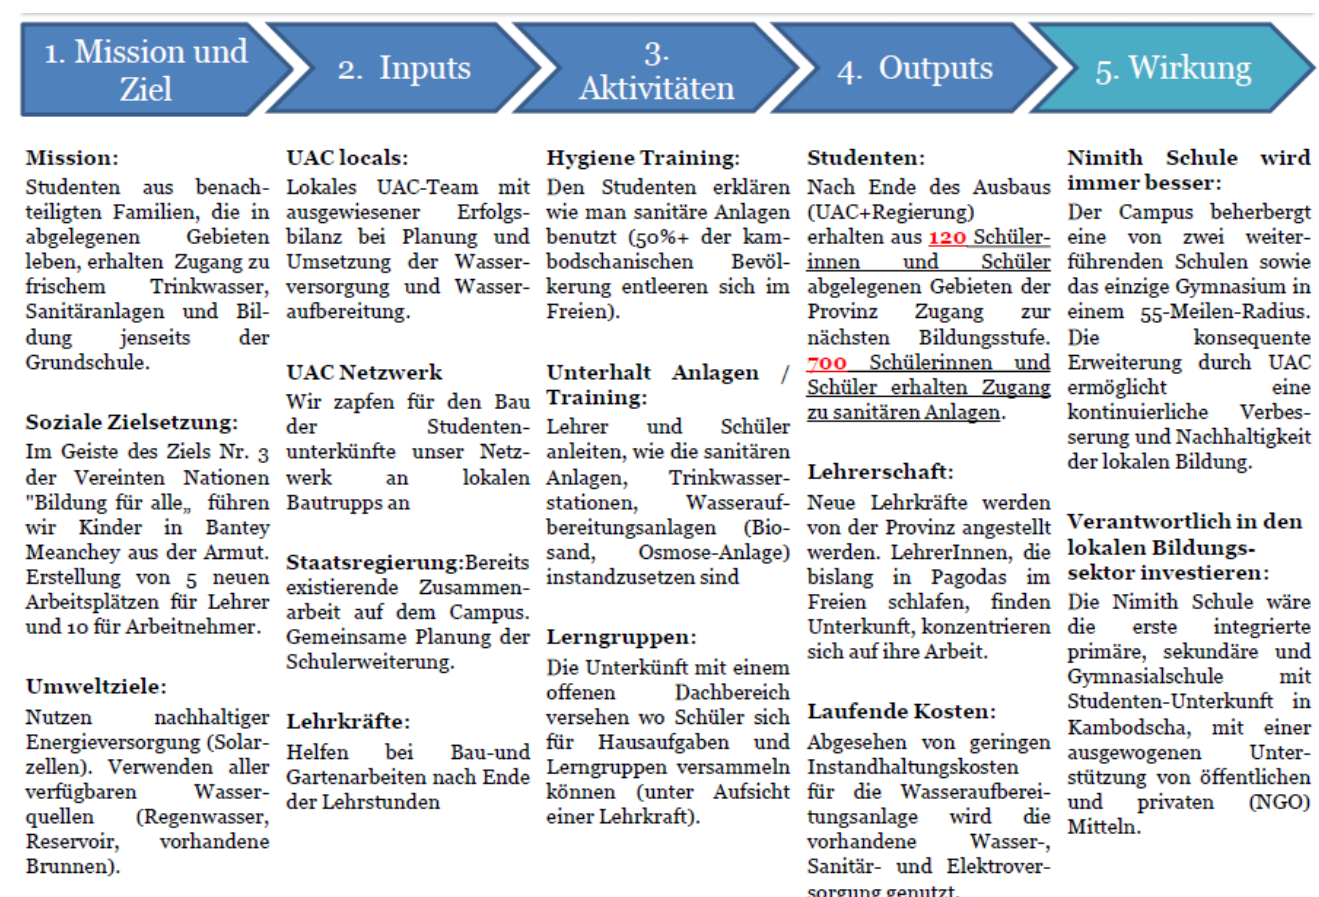 1. Mission und
Ziel
2. Inputs
3.
Aktivitäten
4. Outputs
5. Wirkung
Mission:
Studenten aus benach-
teiligten Familien, die in
abgelegenen Gebieten
leben, erhalten Zugang zu
frischem Trinkwasser,
Sanitäranlagen und Bil-
dung jenseits der
Grundschule.
Soziale Zielsetzung:
Im Geiste des Ziels Nr. 3
der Vereinten Nationen
"Bildung für alle„ führen
wir Kinder in Bantey
Meanchey aus der Armut.
Erstellung von 5 neuen
Arbeitsplätzen für Lehrer
und 10 für Arbeitnehmer.
Umweltziele:
Nutzen nachhaltiger
Energieversorgung (Solar-
zellen). Verwenden aller
verfügbaren Wasser-
quellen (Regenwasser,
Reservoir, vorhandene
Brunnen).
UAC locals:
Lokales UAC-Team mit
ausgewiesener Erfolgs-
bilanz bei Planung und
Umsetzung der Wasser-
versorgung und Wasser-
aufbereitung.
UAC Netzwerk
Wir zapfen für den Bau
der Studenten-
unterkünfte unser Netz-
werk an lokalen
Bautrupps an
Staatsregierung:Bereits
existierende Zusammen-
arbeit auf dem Campus.
Gemeinsame Planung der
Schulerweiterung.
Lehrkräfte:
Helfen bei Bau-und
Gartenarbeiten nach Ende
der Lehrstunden
Hygiene Training:
Den Studenten erklären
wie man sanitäre Anlagen
benutzt (50%+ der kam-
bodschanischen Bevöl-
kerung entleeren sich im
Freien).
Unterhalt Anlagen /
Training:
Lehrer und Schüler
anleiten, wie die sanitären
Anlagen, Trinkwasser-
stationen, Wasserauf-
bereitungsanlagen (Bio-
sand, Osmose-Anlage)
instandzusetzen sind
Lerngruppen:
Die Unterkünft mit einem
offenen Dachbereich
versehen wo Schüler sich
für Hausaufgaben und
Lerngruppen versammeln
können (unter Aufsicht
einer Lehrkraft).
Studenten:
Nach Ende des Ausbaus
(UAC+Regierung)
erhalten aus 120 Schüler-
innen und Schüler
abgelegenen Gebieten der
Provinz Zugang zur
nächsten Bildungsstufe.
700 Schülerinnen und
Schüler erhalten Zugang
zu sanitären Anlagen.
Lehrerschaft:
Neue Lehrkräfte werden
von der Provinz angestellt
werden. LehrerInnen, die
bislang in Pagodas im
Freien schlafen, finden
Unterkunft, konzentrieren
sich auf ihre Arbeit.
Laufende Kosten:
Abgesehen von geringen
Instandhaltungskosten
für die Wasseraufberei-
tungsanlage wird die
vorhandene Wasser-,
Sanitär- und Elektrover-
sorgung genutzt.
Nimith Schule wird
immer besser:
Der Campus beherbergt
eine von zwei weiter-
führenden Schulen sowie
das einzige Gymnasium in
einem 55-Meilen-Radius.
Die konsequente
Erweiterung durch UAC
ermöglicht eine
kontinuierliche Verbes-
serung und Nachhaltigkeit
der lokalen Bildung.
Verantwortlich in den
lokalen Bildungs-
sektor investieren:
Die Nimith Schule wäre
die erste integrierte
primäre, sekundäre und
Gymnasialschule mit
Studenten-Unterkunft in
Kambodscha, mit einer
ausgewogenen Unter-
stützung von öffentlichen
und privaten (NGO)
Mitteln.